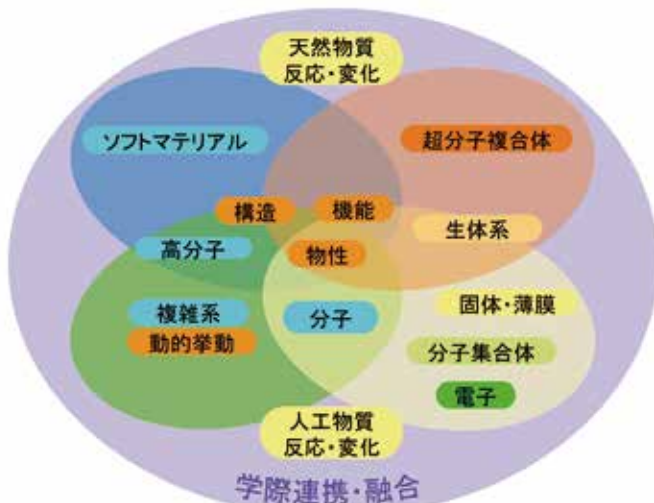 天然物質
反応・変化
ソフトマテリアル
超分子複合体
構造
機能
高分子
物性
生体系
複雑系
動的挙動
分子
固体・薄膜
分子集合体
電子
人工物質
反応・変化
学際連携・融合